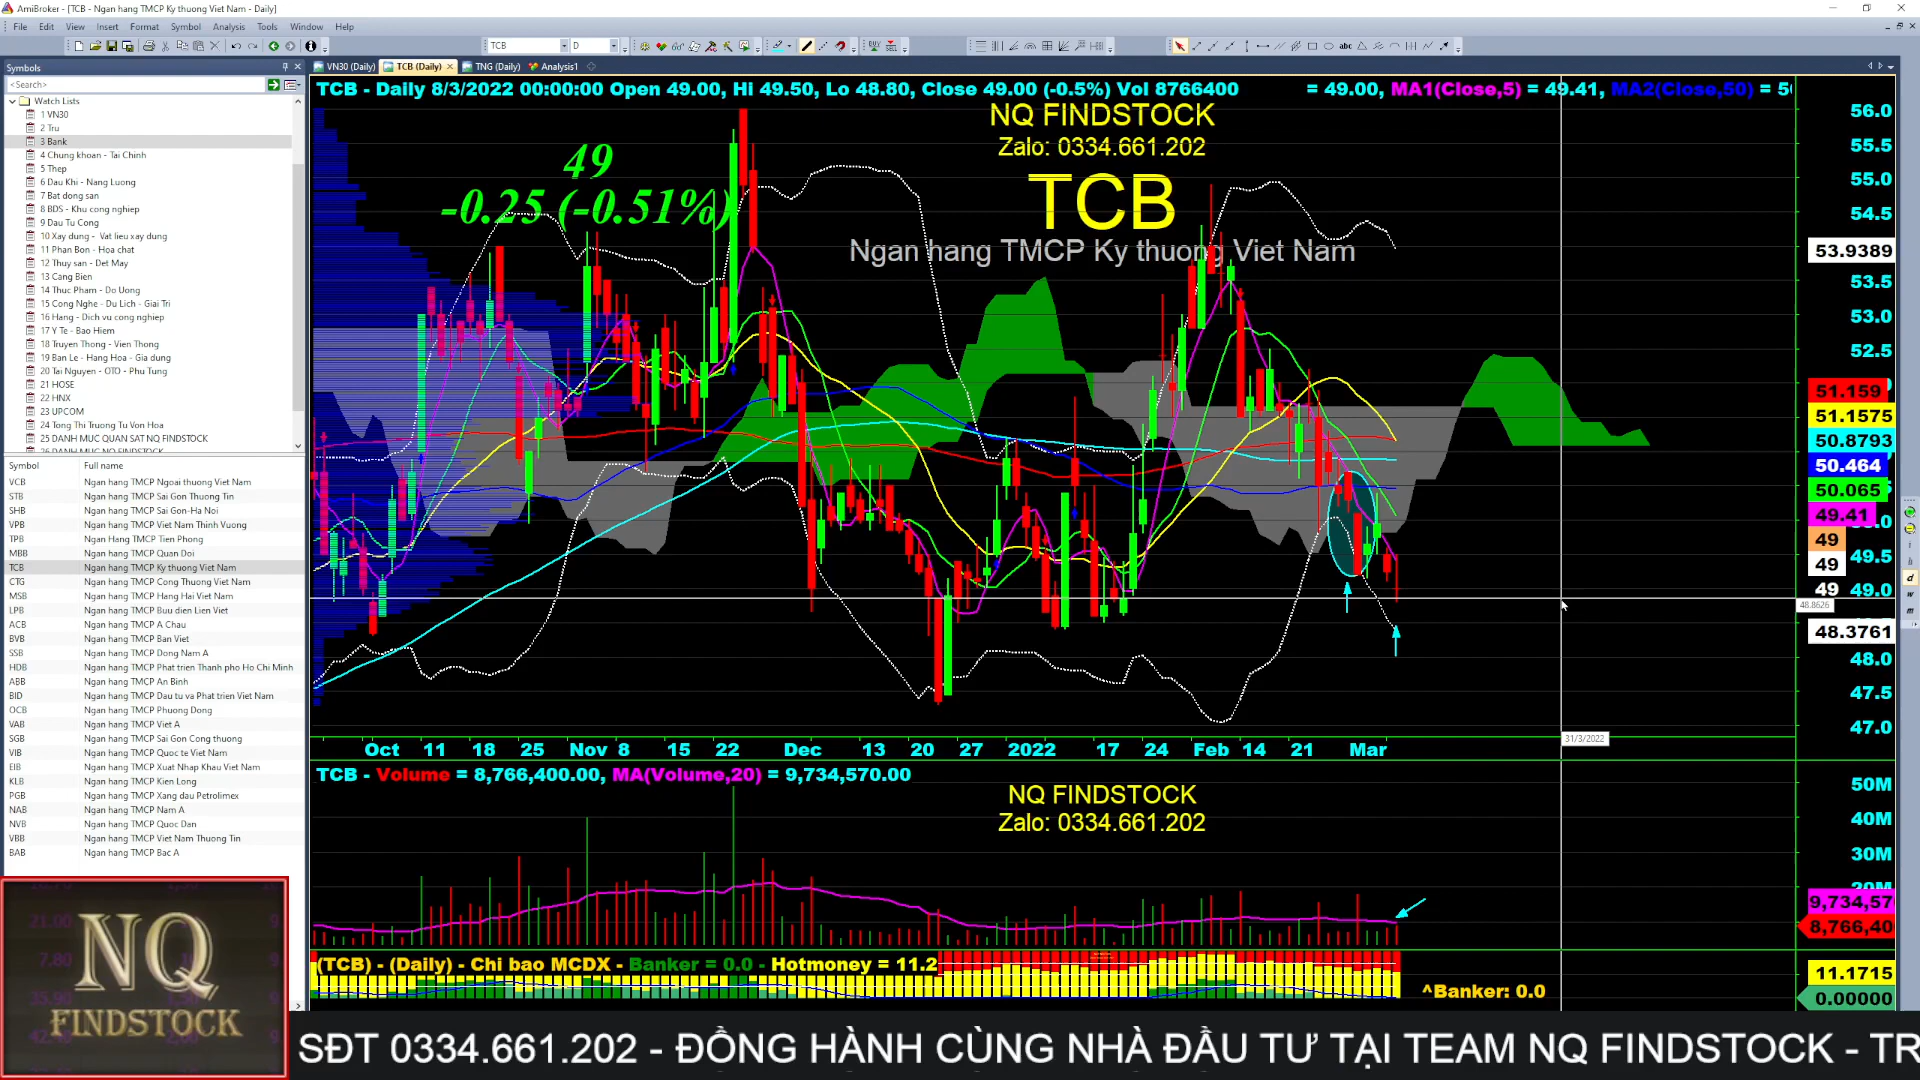 AmiBroker - [TCB - Ngan hang TMCP Ky thuong Viet Nam - Daily]
File Edit View Insert Format Symbol Analysis Tools Window Help
TCB D
Symbols
VN30 (Daily) TCB (Daily) TNG (Daily) Analysis1
<Search>
Watch Lists
1 VN30
2 Tru
3 Bank
4 Chung khoan - Tai Chinh
5 Thep
6 Dau Khi - Nang Luong
7 Bat dong san
8 BDS - Khu cong nghiep
9 Dau Tu Cong
10 Xay dung - Vat lieu xay dung
11 Phan Bon - Hoa chat
12 Thuy san - Det May
13 Cang Bien
14 Thuc Pham - Do Uong
15 Cong Nghe - Du Lich - Giai Tri
16 Hang - Dich vu cong nghiep
17 Y Te - Bao Hiem
18 Truyen Thong - Vien Thong
19 Ban Le - Hang Hoa - Gia dung
20 Tai Nguyen - OTO - Phu Tung
21 HOSE
22 HNX
23 UPCOM
24 Tong Thi Truong Tu Von Hoa
25 DANH MUC QUAN SAT NQ FINDSTOCK
26 DANH MUC NQ FINDSTOCK
Symbol Full name
VCB Ngan hang TMCP Ngoai thuong Viet Nam
STB Ngan hang TMCP Sai Gon Thuong Tin
SHB Ngan hang TMCP Sai Gon-Ha Noi
VPB Ngan hang TMCP Viet Nam Thinh Vuong
TPB Ngan Hang TMCP Tien Phong
MBB Ngan hang TMCP Quan Doi
TCB Ngan hang TMCP Ky thuong Viet Nam
CTG Ngan hang TMCP Cong Thuong Viet Nam
MSB Ngan hang TMCP Hang Hai Viet Nam
LPB Ngan hang TMCP Buu dien Lien Viet
ACB Ngan hang TMCP A Chau
BVB Ngan hang TMCP Ban Viet
SSB Ngan hang TMCP Dong Nam A
HDB Ngan hang TMCP Phat trien Thanh pho Ho Chi Minh
ABB Ngan hang TMCP An Binh
BID Ngan hang TMCP Dau tu va Phat trien Viet Nam
OCB Ngan hang TMCP Phuong Dong
VAB Ngan hang TMCP Viet A
SGB Ngan hang TMCP Sai Gon Cong thuong
VIB Ngan hang TMCP Quoc te Viet Nam
EIB Ngan hang TMCP Xuat Nhap Khau Viet Nam
KLB Ngan hang TMCP Kien Long
PGB Ngan hang TMCP Xang dau Petrolimex
NAB Ngan hang TMCP Nam A
NVB Ngan hang TMCP Quoc Dan
VBB Ngan hang TMCP Viet Nam Thuong Tin
BAB Ngan hang TMCP Bac A
TCB - Daily 8/3/2022 00:00:00 Open 49.00, Hi 49.50, Lo 48.80, Close 49.00 (-0.5%) Vol 8766400 = 49.00, MA1(Close,5) = 49.41, MA2(Close,50) = 50
NQ FINDSTOCK
Zalo: 0334.661.202
TCB
Ngan hang TMCP Ky thuong Viet Nam
49
-0.25 (-0.51%)
56.0
55.5
55.0
54.5
53.9389
53.5
53.0
52.5
51.159
51.1575
50.8793
50.464
50.065
49.41
49
49
49.5
49
49.0
48.8626
48.3761
48.0
47.5
47.0
31/3/2022
Oct 11 18 25 Nov 8 15 22 Dec 13 20 27 2022 17 24 Feb 14 21 Mar
TCB - Volume = 8,766,400.00, MA(Volume,20) = 9,734,570.00
NQ FINDSTOCK
Zalo: 0334.661.202
50M
40M
30M
20M
9,734,57
8,766,40
(TCB) - (Daily) - Chi bao MCDX - Banker = 0.0 - Hotmoney = 11.2
^Banker: 0.0
11.1715
0.00000
NQ
FINDSTOCK
SĐT 0334.661.202 - ĐỒNG HÀNH CÙNG NHÀ ĐẦU TƯ TẠI TEAM NQ FINDSTOCK - TR